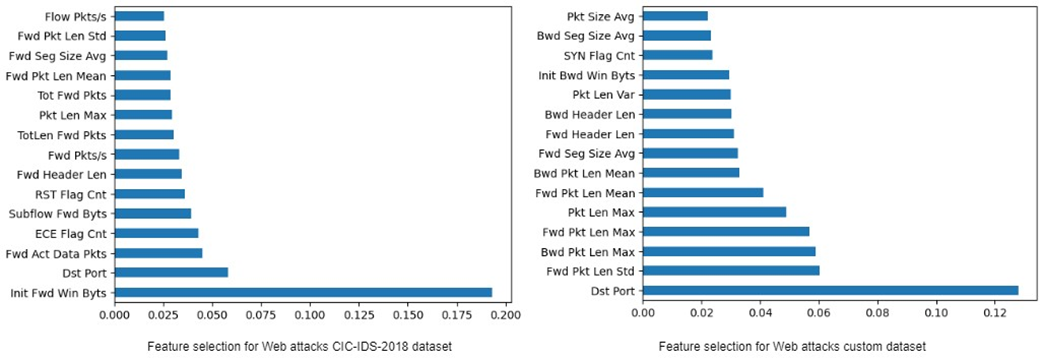 Flow Pkts/s
Fwd Pkt Len Std
Fwd Seg Size Avg
Fwd Pkt Len Mean
Tot Fwd Pkts
Pkt Len Max
TotLen Fwd Pkts
Fwd Pkts/s
Fwd Header Len
RST Flag Cnt
Subflow Fwd Byts
ECE Flag Cnt
Fwd Act Data Pkts
Dst Port
Init Fwd Win Byts
0.000 0.025 0.050 0.075 0.100 0.125 0.150 0.175 0.200
Feature selection for Web attacks CIC-IDS-2018 dataset
Pkt Size Avg
Bwd Seg Size Avg
SYN Flag Cnt
Init Bwd Win Byts
Pkt Len Var
Bwd Header Len
Fwd Header Len
Fwd Seg Size Avg
Bwd Pkt Len Mean
Fwd Pkt Len Mean
Pkt Len Max
Fwd Pkt Len Max
Bwd Pkt Len Max
Fwd Pkt Len Std
Dst Port
0.00 0.02 0.04 0.06 0.08 0.10 0.12
Feature selection for Web attacks custom dataset